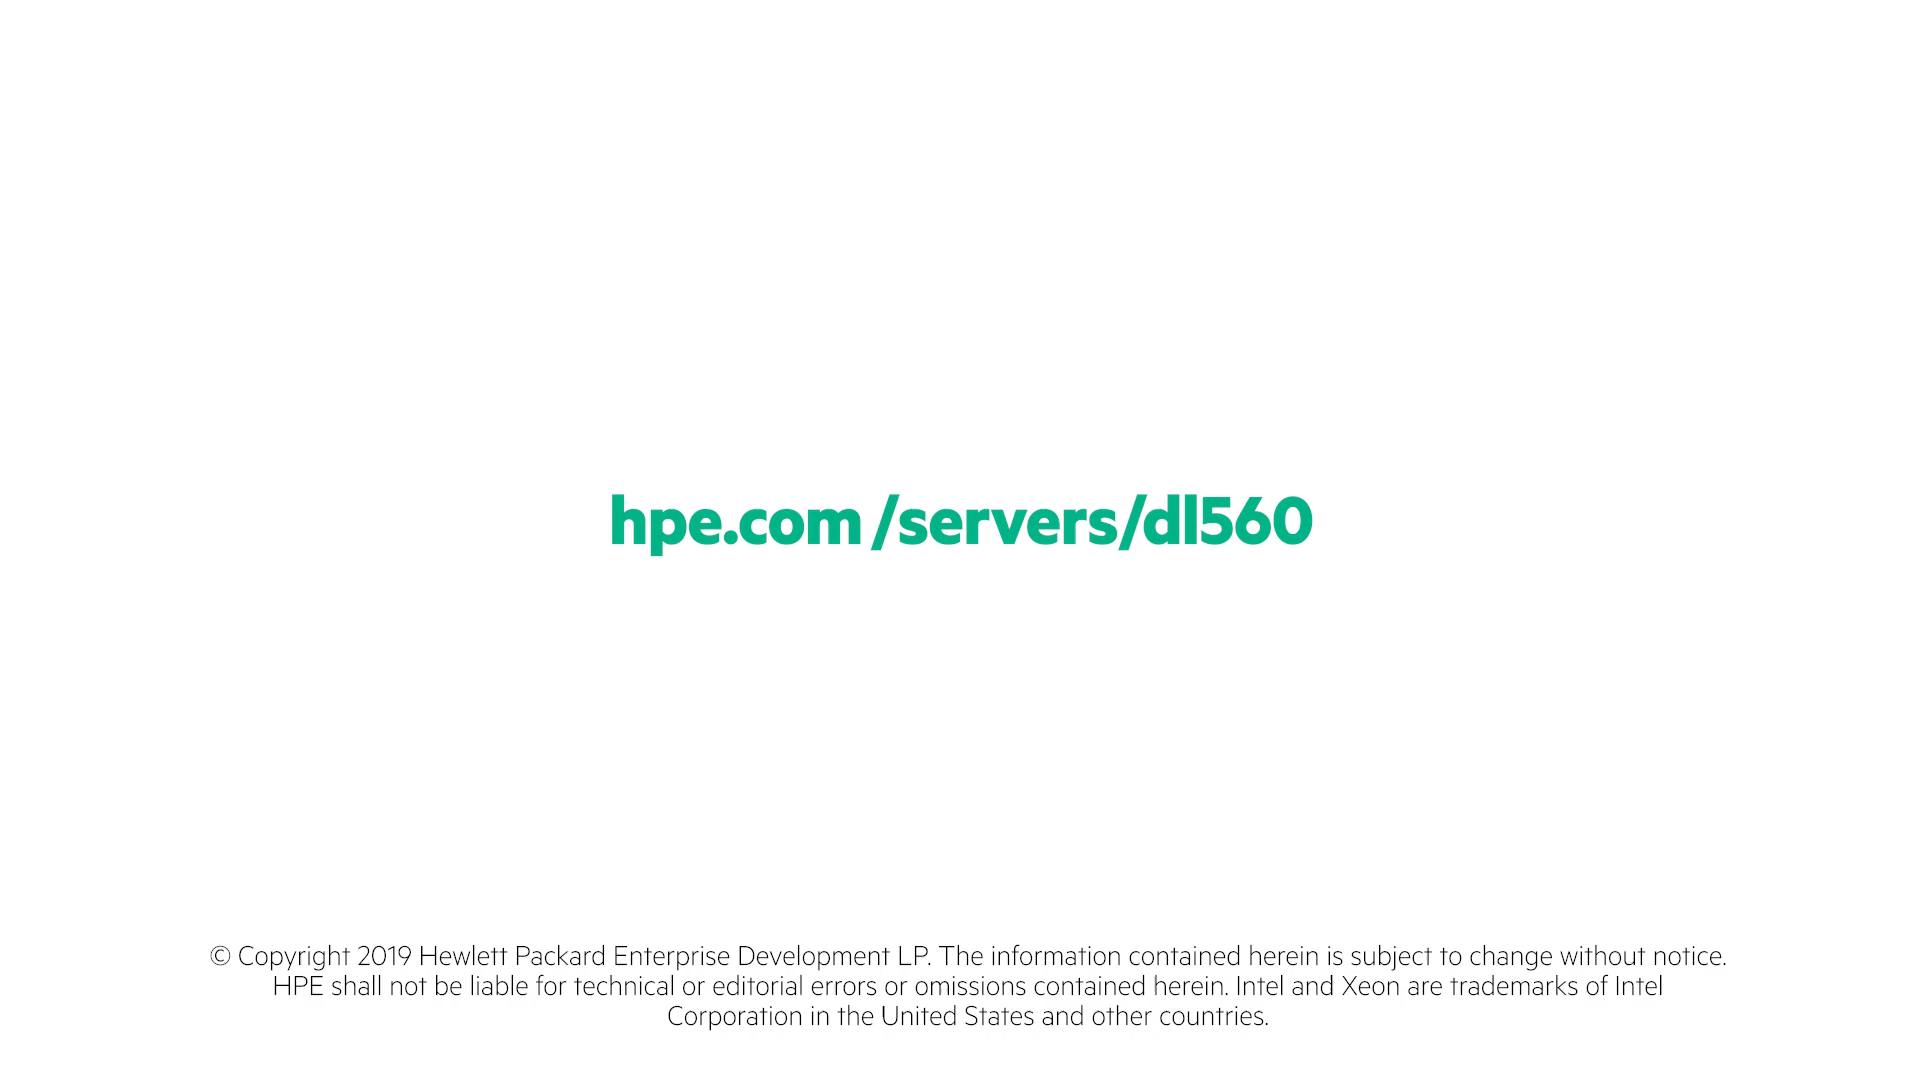 hpe.com /servers/dl560
© Copyright 2019 Hewlett Packard Enterprise Development LP. The information contained herein is subject to change without notice.
HPE shall not be liable for technical or editorial errors or omissions contained herein. Intel and Xeon are trademarks of Intel
Corporation in the United States and other countries.